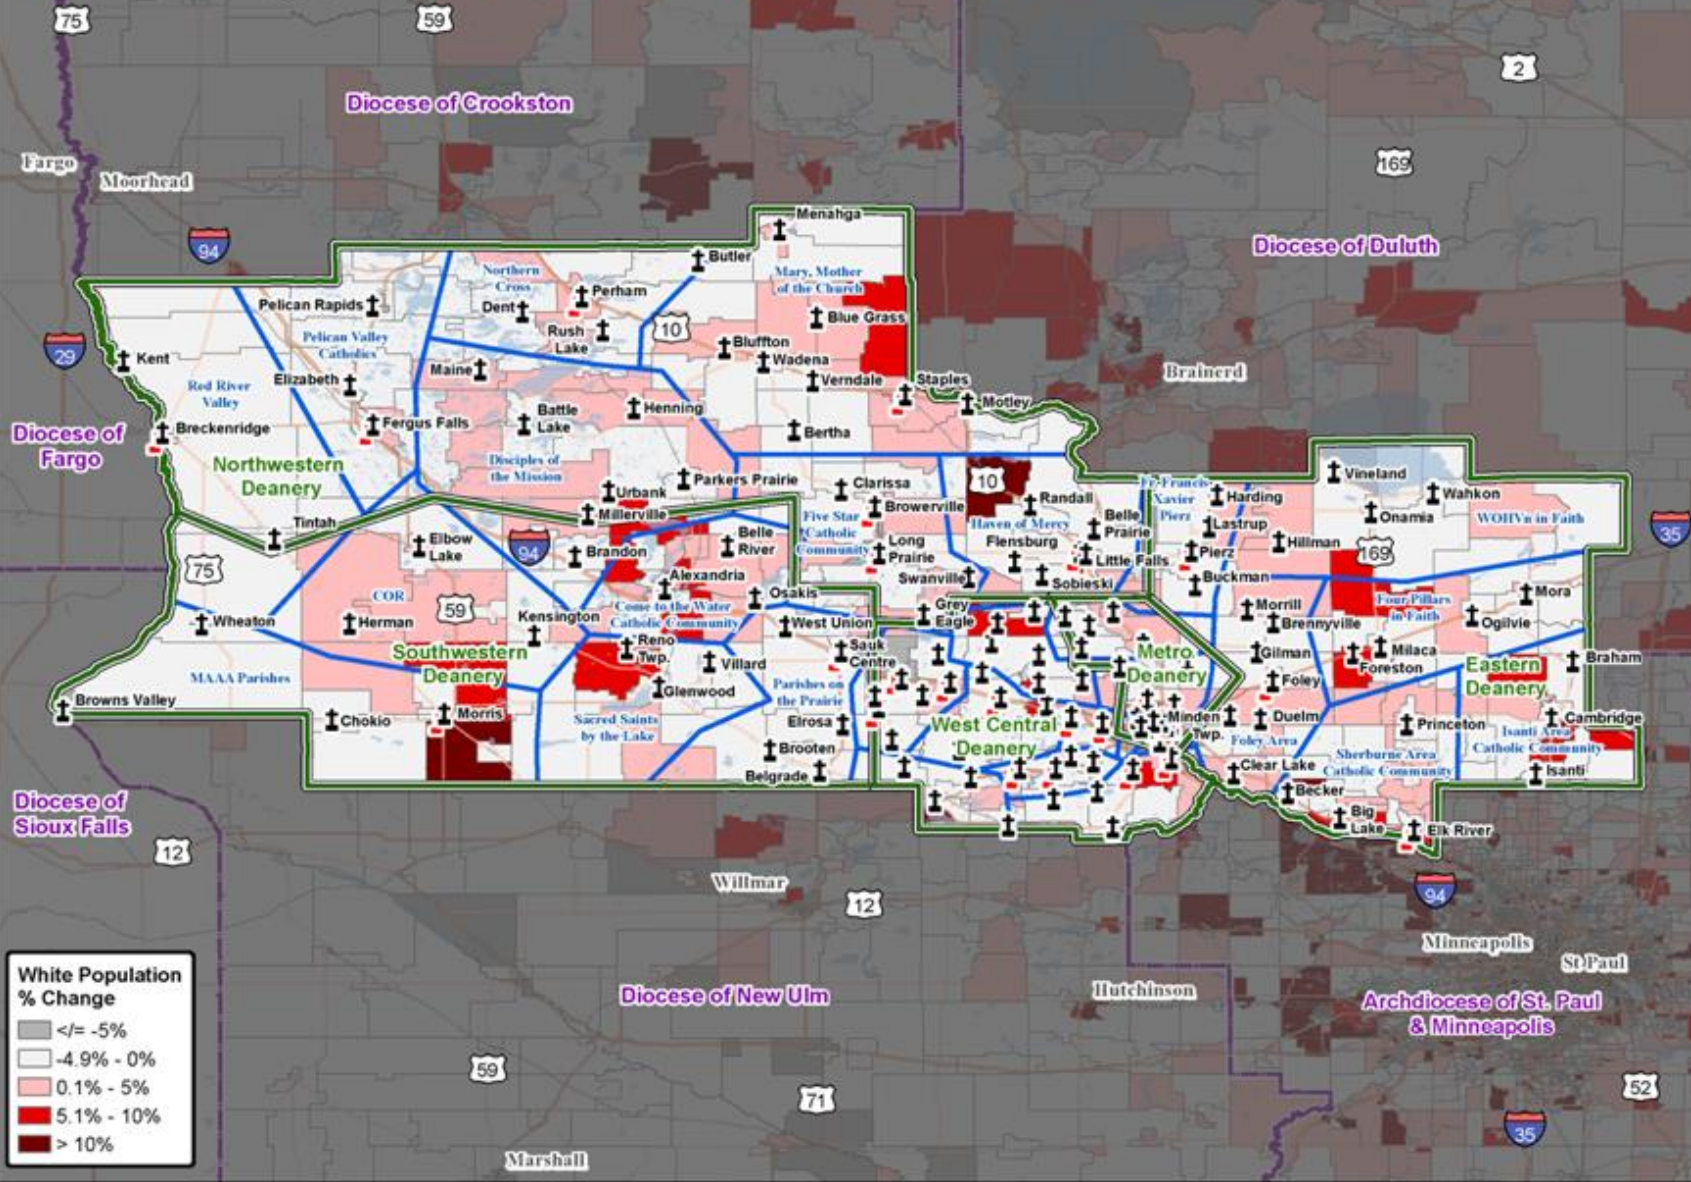 75
59
2
Diocese of Crookston
Fargo
Moorhead
169
94
Diocese of Duluth
Menahga
Butler
Northern
Cross
Mary, Mother
of the Church
Perham
Pelican Rapids
Dent
Blue Grass
Rush
Lake
10
29
Pelican Valley
Catholics
Bluffton
Kent
Wadena
Maine
Brainerd
Elizabeth
Verndale
Staples
Red River
Valley
Motley
Henning
Battle
Lake
Fergus Falls
Breckenridge
Bertha
Diocese of
Fargo
Northwestern
Deanery
Disciples of
the Mission
Vineland
Parkers Prairie
Clarissa
10
Fr. Francis
Xavier
Pierz
Harding
Wahkon
Urbank
Browerville
Randall
Millerville
Five Star
Catholic
Community
Haven of Mercy
Belle
Prairie
Lastrup
Onamia
WOHVn in Faith
Tintah
35
Belle
River
Long
Prairie
Flensburg
Hillman
Elbow
Lake
94
Brandon
Pierz
169
Little Falls
75
Alexandria
Swanville
Sobieski
Buckman
Osakis
Mora
COR
59
Come to the Water
Catholic Community
Grey
Eagle
Morrill
Four Pillars
in Faith
Wheaton
Herman
Kensington
West Union
Brennyville
Ogilvie
Reno
Twp.
Sauk
Centre
Metro
Deanery
Gilman
Milaca
Southwestern
Deanery
Villard
Foreston
Eastern
Deanery
Braham
MAAA Parishes
Glenwood
Parishes on
the Prairie
Foley
Browns Valley
Chokio
Morris
Sacred Saints
by the Lake
Elrosa
West Central
Deanery
Minden
Twp.
Duelm
Princeton
Cambridge
Foley Area
Isanti Area
Catholic Community
Brooten
Sherburne Area
Catholic Community
Belgrade
Clear Lake
Isanti
Becker
Diocese of
Sioux Falls
Big
Lake
Elk River
12
Willmar
94
12
Minneapolis
St Paul
White Population
% Change
</= -5%
-4.9% - 0%
0.1% - 5%
5.1% - 10%
> 10%
Diocese of New Ulm
Hutchinson
Archdiocese of St. Paul
& Minneapolis
59
71
52
35
Marshall